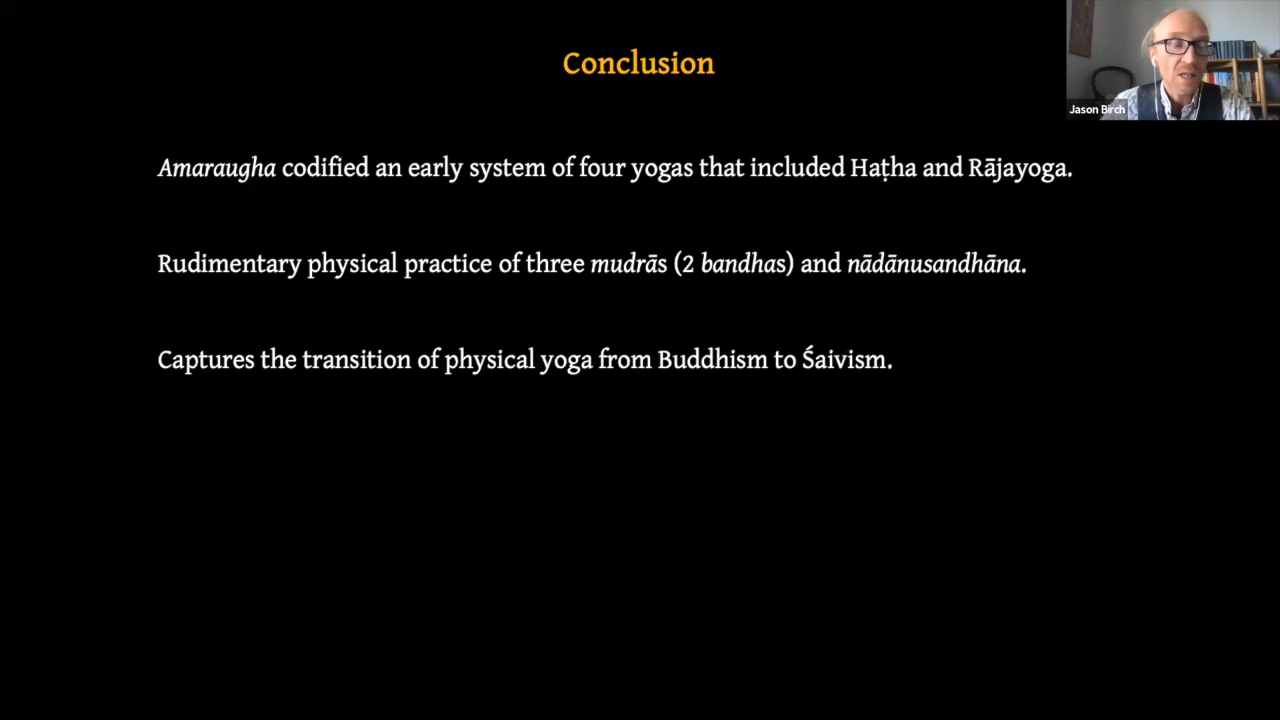 Conclusion
Jason Birch
Amaraugha codified an early system of four yogas that included Haṭha and Rājayoga.
Rudimentary physical practice of three mudrās (2 bandhas) and nādānusandhāna.
Captures the transition of physical yoga from Buddhism to Śaivism.